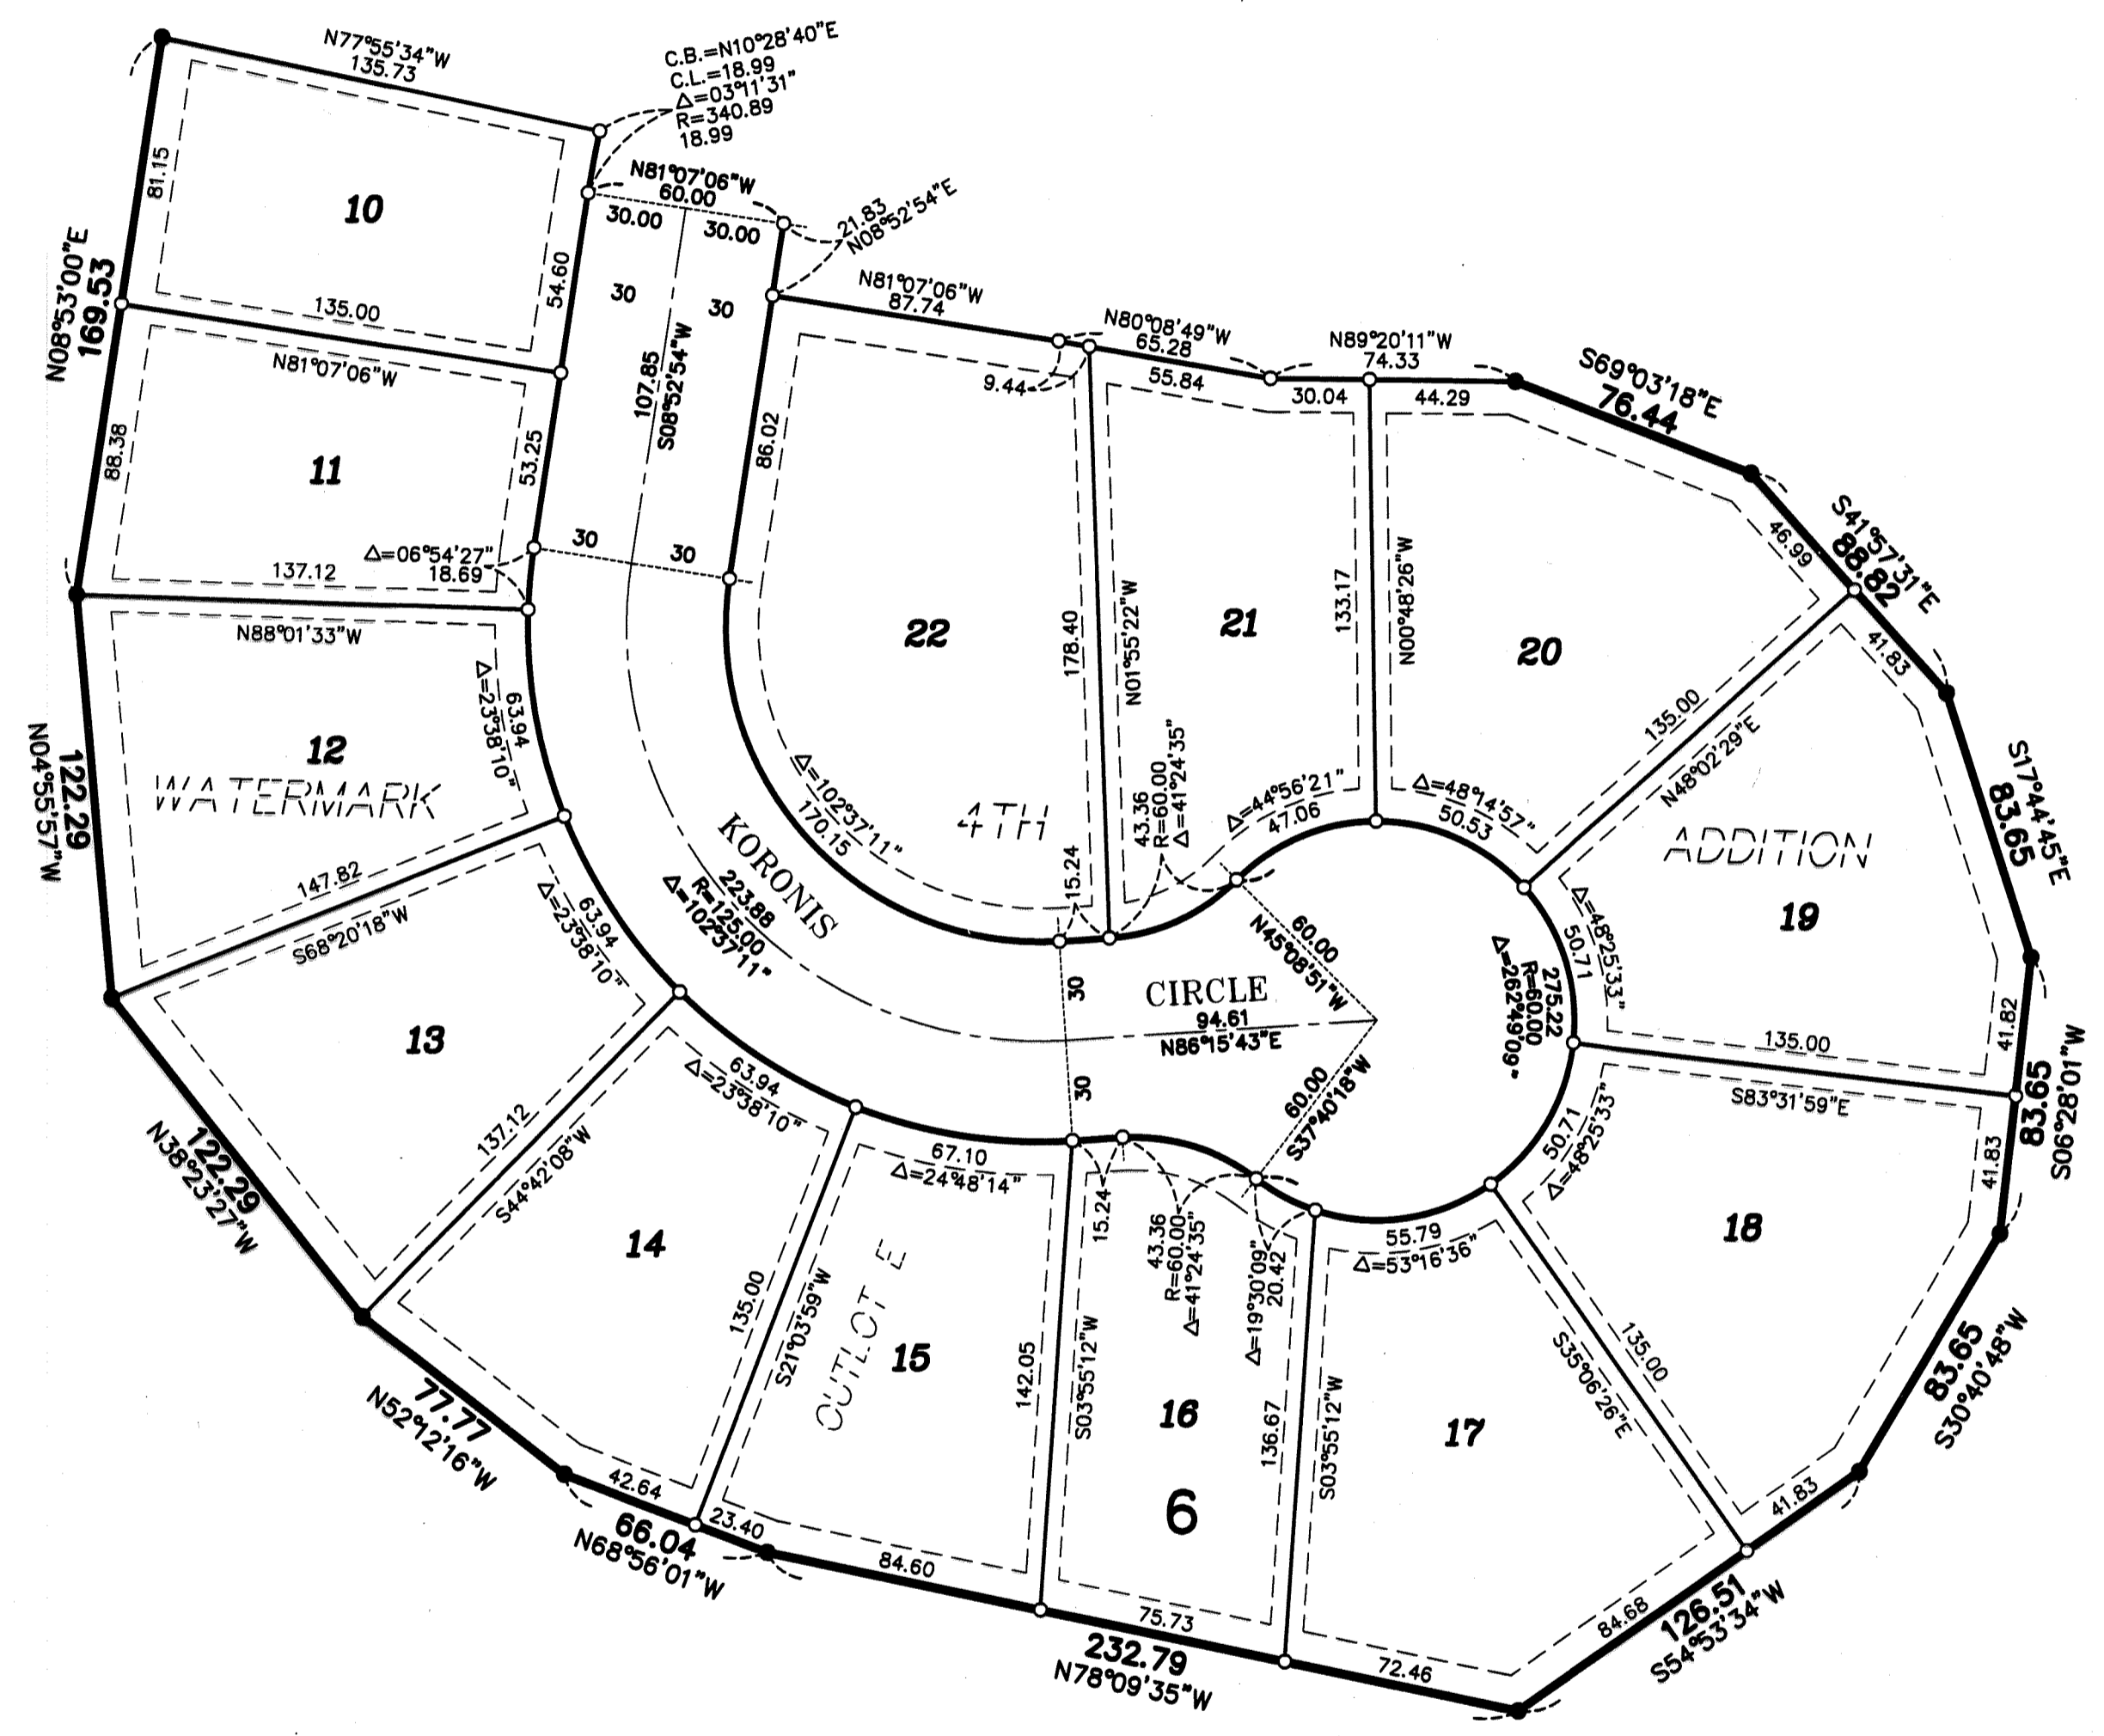 N77°55'34"W
135.73
C.B.=N10°28'40"E
C.L.=18.99
Δ=03°11'31"
R=340.89
18.99
N81°07'06"W
60.00
30.00
30.00
21.83
N08°52'54"E
81.15
10
54.60
135.00
N81°07'06"W
N08°53'00"E
169.53
30
30
107.85
S08°52'54"W
N81°07'06"W
87.74
N80°08'49"W
65.28
9.44
55.84
N89°20'11"W
74.33
30.04
44.29
S69°03'18"E
76.44
88.38
11
53.25
86.02
Δ=06°54'27"
18.69
137.12
30
30
N88°01'33"W
46.99
S41°57'31"E
88.82
41.83
22
178.40
N01°55'22"W
21
133.17
N00°48'26"W
20
135.00
N48°02'29"E
12
WATERMARK
63.94
Δ=23°38'10"
N04°55'57"W
122.29
147.82
S68°20'18"W
Δ=102°37'11"
170.15
4TH
15.24
43.36
R=60.00
Δ=41°24'35"
Δ=44°56'21"
47.06
Δ=48°14'57"
50.53
ADDITION
S17°44'45"E
83.65
19
Δ=48°25'33"
50.71
KORONIS
223.88
R=125.00
Δ=102°37'11"
63.94
Δ=23°38'10"
60.00
N45°08'51"W
275.22
R=60.00
Δ=262°49'09"
30
CIRCLE
94.61
N86°15'43"E
41.82
135.00
S83°31'59"E
83.65
S06°28'01"W
41.83
13
137.12
S44°42'08"W
63.94
Δ=23°38'10"
30
60.00
S37°40'18"W
50.71
Δ=48°25'33"
N38°23'27"W
122.29
67.10
Δ=24°48'14"
15.24
43.36
R=60.00
Δ=41°24'35"
Δ=19°30'09"
20.42
55.79
Δ=53°16'36"
18
14
135.00
S21°03'59"W
OUTLOT E
15
142.05
S03°55'12"W
16
136.67
S03°55'12"W
17
S35°06'26"E
135.00
83.65
S30°40'48"W
77.77
N52°12'16"W
42.64
66.04
N68°56'01"W
23.40
84.60
6
75.73
232.79
N78°09'35"W
72.46
84.68
41.83
126.51
S54°53'34"W